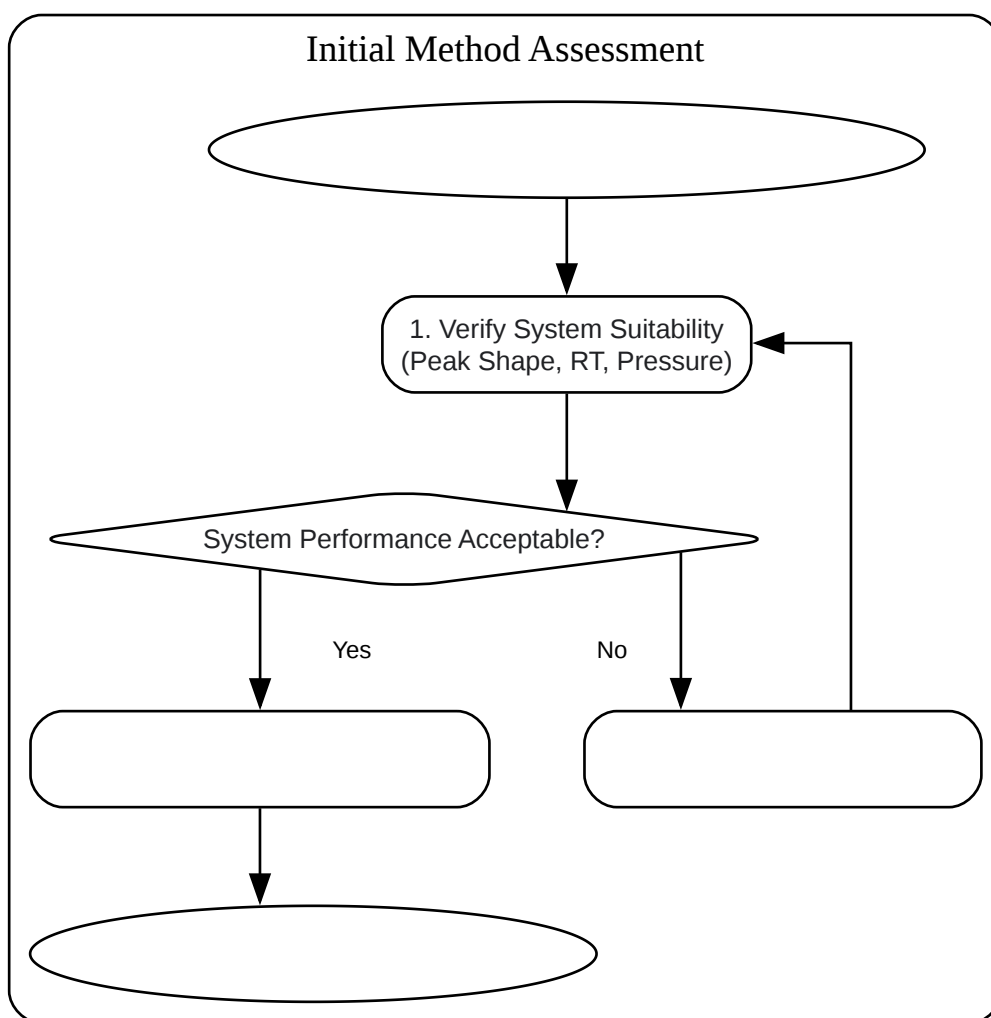 Initial Method Assessment
1. Verify System Suitability
(Peak Shape, RT, Pressure)
System Performance Acceptable?
Yes
No